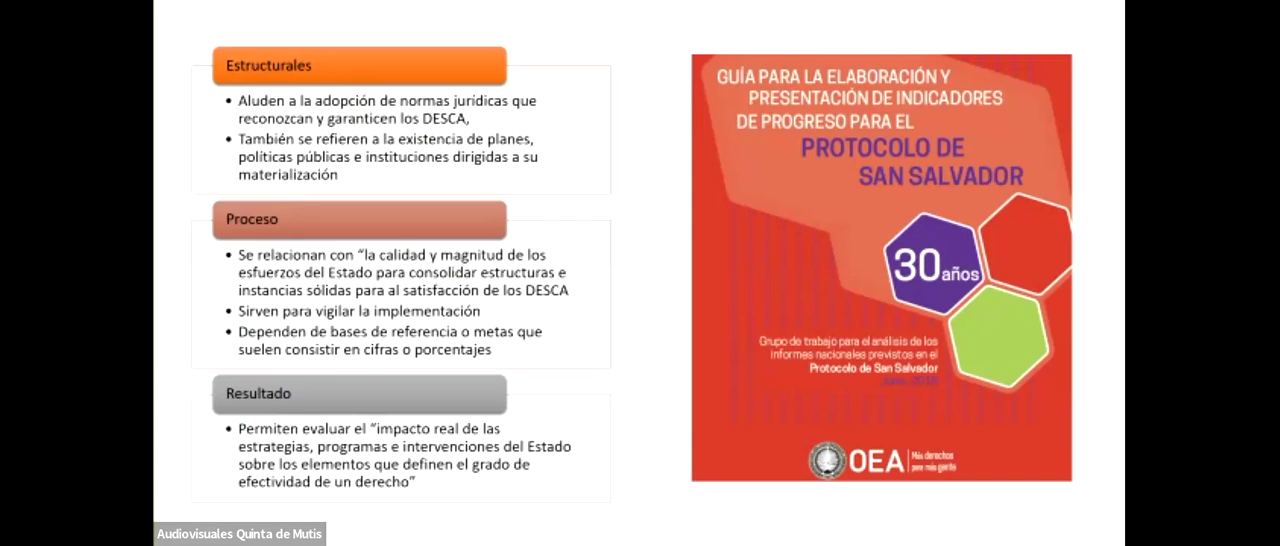 Estructurales
• Aluden a la adopción de normas jurídicas que
reconozcan y garanticen los DESCA,
• También se refieren a la existencia de planes,
políticas públicas e instituciones dirigidas a su
materialización
Proceso
• Se relacionan con “la calidad y magnitud de los
esfuerzos del Estado para consolidar estructuras e
instancias sólidas para al satisfacción de los DESCA
• Sirven para vigilar la implementación
• Dependen de bases de referencia o metas que
suelen consistir en cifras o porcentajes
Resultado
• Permiten evaluar el “impacto real de las
estrategias, programas e intervenciones del Estado
sobre los elementos que definen el grado de
efectividad de un derecho”
GUÍA PARA LA ELABORACIÓN Y
PRESENTACIÓN DE INDICADORES
DE PROGRESO PARA EL
PROTOCOLO DE
SAN SALVADOR
30 años
Grupo de trabajo para el análisis de los
informes nacionales previstos en el
Protocolo de San Salvador
OEA
Más derechos
para más gente
Audiovisuales Quinta de Mutis